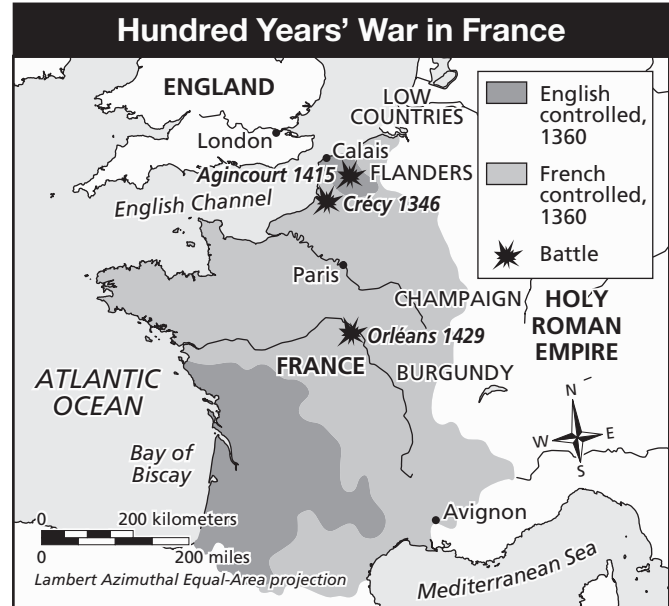 Hundred Years' War in France
ENGLAND
London
LOW
COUNTRIES
Calais
Agincourt 1415
FLANDERS
English Channel
Crécy 1346
Paris
CHAMPAIGN
Orléans 1429
FRANCE
BURGUNDY
HOLY
ROMAN
EMPIRE
ATLANTIC
OCEAN
Bay of
Biscay
Avignon
Mediterranean Sea
English
controlled,
1360
French
controlled,
1360
Battle
N
W
E
S
0
200 kilometers
0
200 miles
Lambert Azimuthal Equal-Area projection